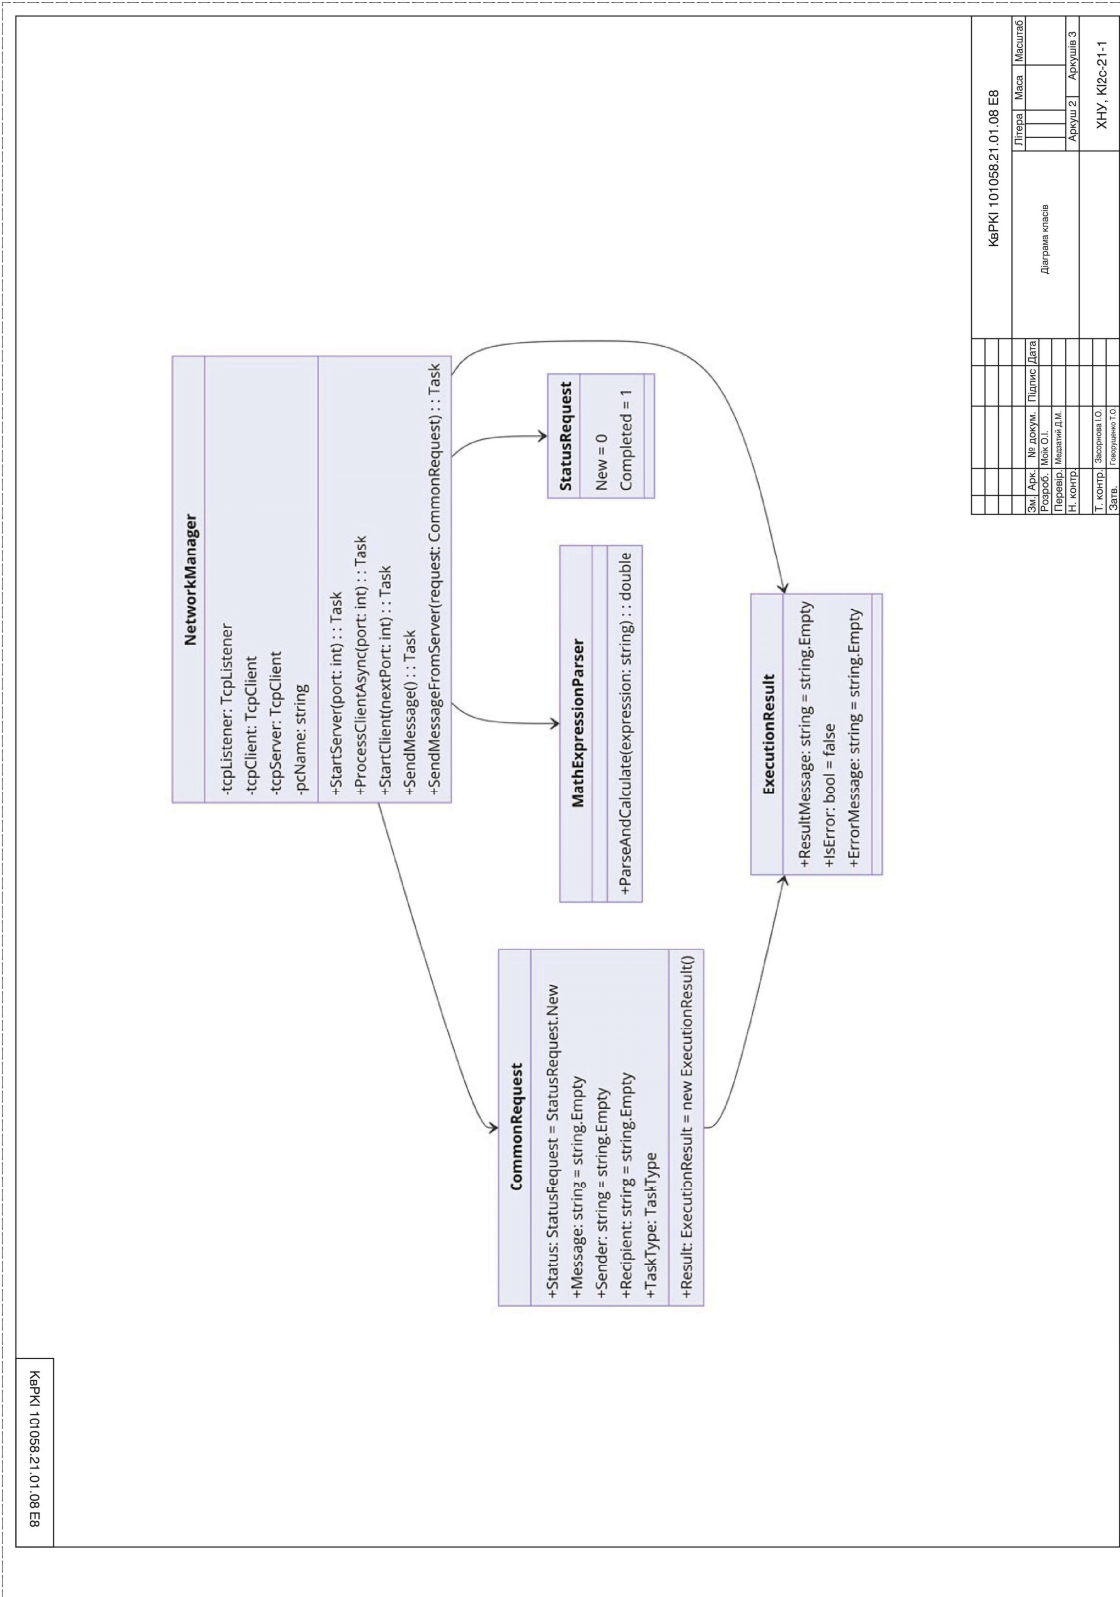 КвРКІ 101058.21.01.08 Е8
NetworkManager
-tcpListener: TcpListener
-tcpClient: TcpClient
-tcpServer: TcpClient
-pcName: string
+StartServer(port: int) : : Task
+ProcessClientAsync(port: int) : : Task
+StartClient(nextPort: int) : : Task
+SendMessage() : : Task
+SendMessageFromServer(request: CommonRequest) : : Task
CommonRequest
+Status: StatusRequest = StatusRequest.New
+Message: string = string.Empty
+Sender: string = string.Empty
+Recipient: string = string.Empty
+TaskType: TaskType
+Result: ExecutionResult = new ExecutionResult()
MathExpressionParser
+ParseAndCalculate(expression: string) : : double
StatusRequest
New = 0
Completed = 1
ExecutionResult
+ResultMessage: string = string.Empty
+IsError: bool = false
+ErrorMessage: string = string.Empty
КвРКІ 101058.21.01.08 Е8
Зм. Арк. № докум. Підпис Дата
Розроб. Моік О.І.
Перевір. Медзатий Д.М.
Н. контр.
Т. контр. Засорнова І.О.
Затв. Говорущенко Т.О.
Діаграма класів
Літера Маса Масштаб
Аркуш 2 Аркушів 3
ХНУ, КІ2с-21-1